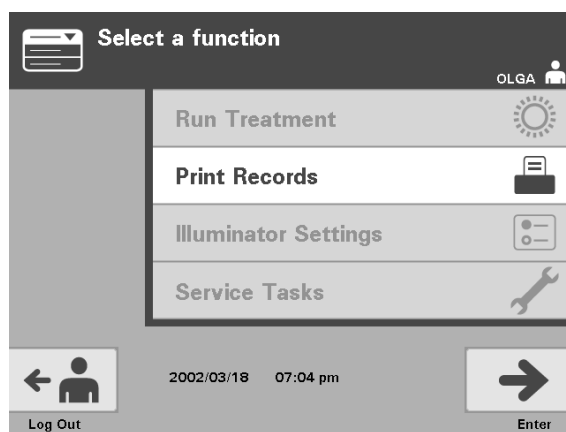 Select a function
OLGA
Run Treatment
Print Records
Illuminator Settings
Service Tasks
2002/03/18 07:04 pm
Log Out
Enter